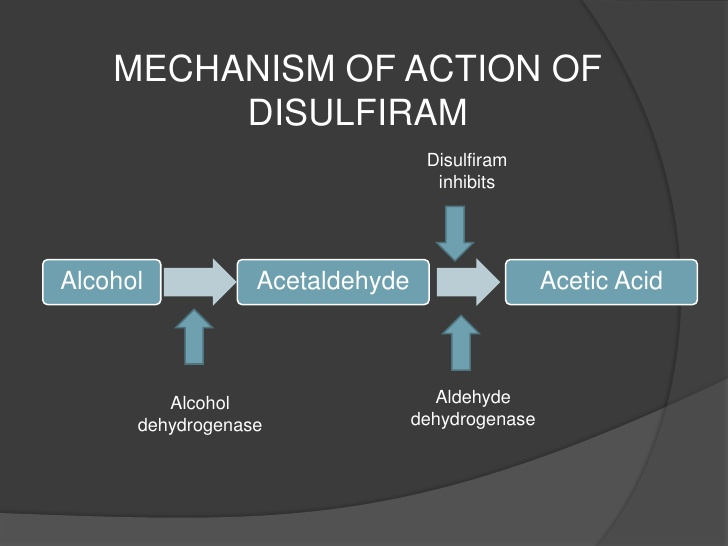 MECHANISM OF ACTION OF
DISULFIRAM
Disulfiram
inhibits
Alcohol
Acetaldehyde
Acetic Acid
Alcohol
dehydrogenase
Aldehyde
dehydrogenase